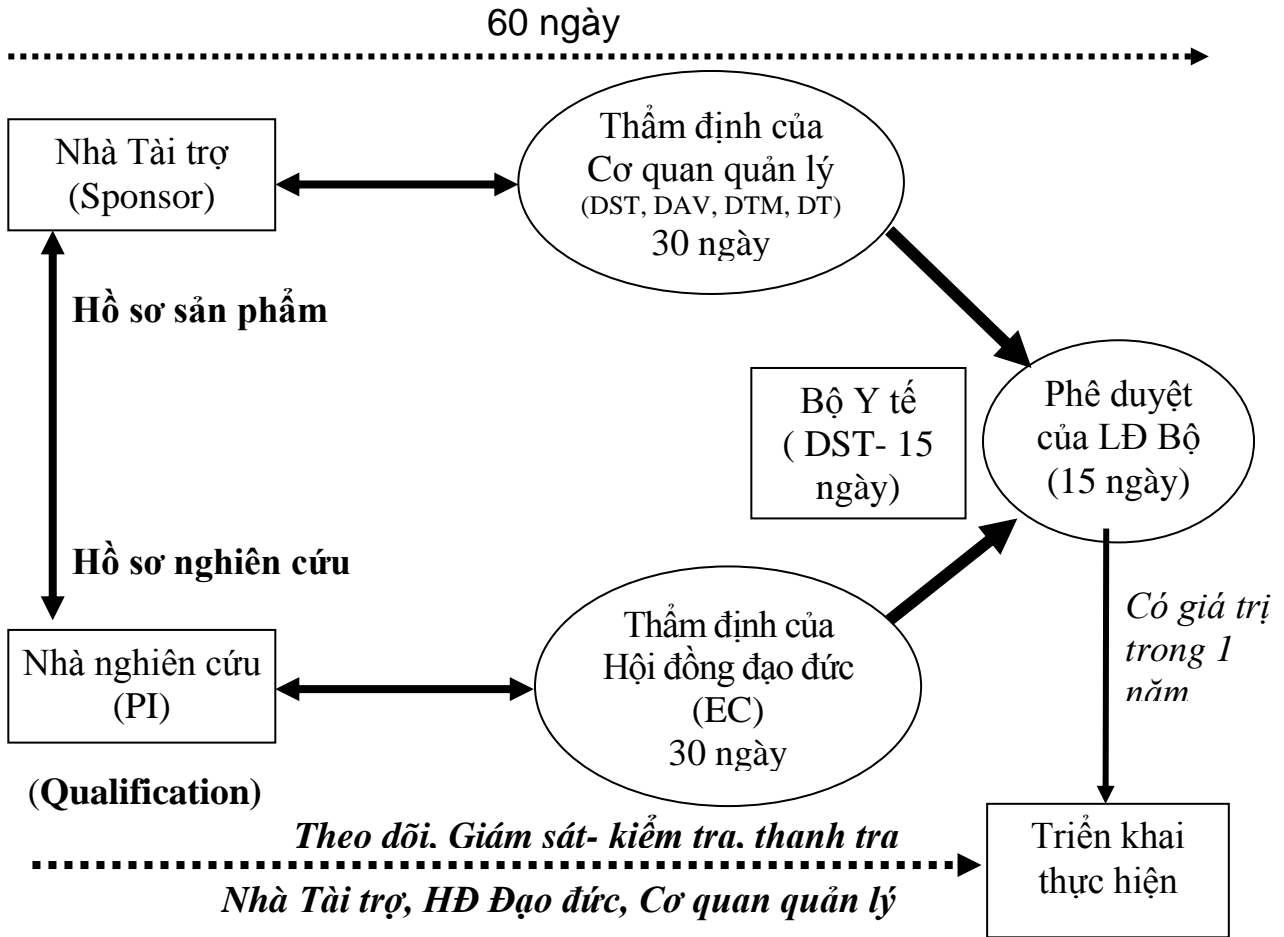 60 ngày
Nhà Tài trợ
(Sponsor)
Thẩm định của
Cơ quan quản lý
(DST, DAV, DTM, DT)
30 ngày
Hồ sơ sản phẩm
Bộ Y tế
( DST- 15
ngày)
Phê duyệt
của LĐ Bộ
(15 ngày)
Hồ sơ nghiên cứu
Nhà nghiên cứu
(PI)
Thẩm định của
Hội đồng đạo đức
(EC)
30 ngày
Có giá trị
trong 1
năm
(Qualification)
Theo dõi. Giám sát- kiểm tra. thanh tra
Nhà Tài trợ, HĐ Đạo đức, Cơ quan quản lý
Triển khai
thực hiện